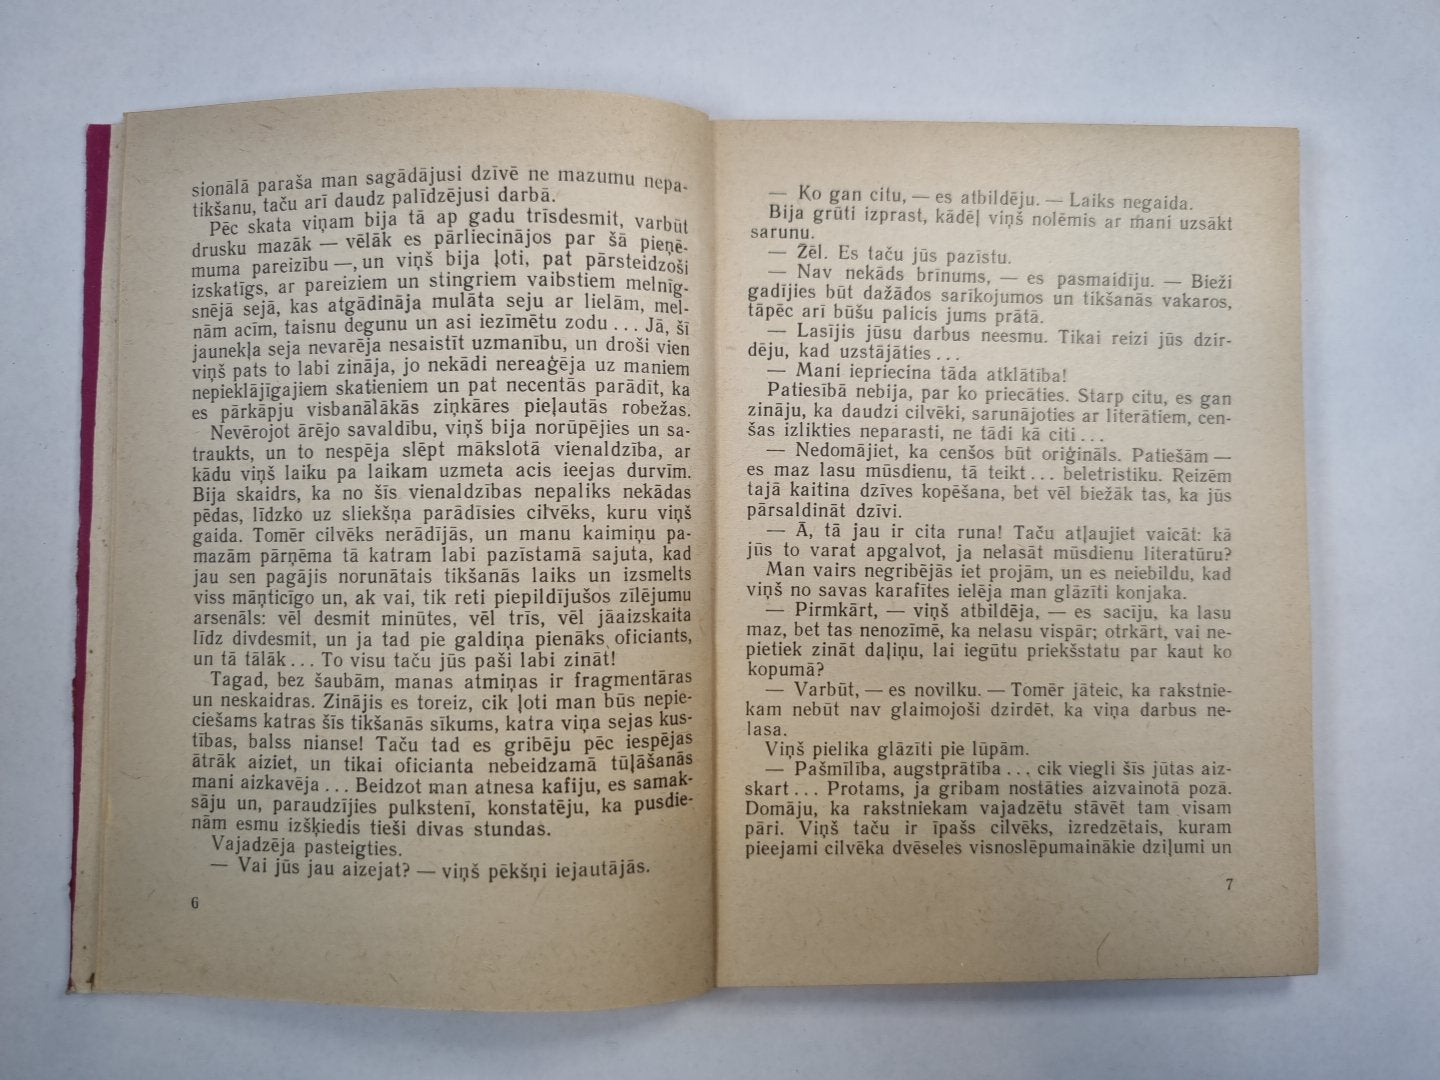 sionālā paraša man sagādājusi dzīvē ne mazumu nepa-
tikšanu, taču arī daudz palīdzējusi darbā.
Pēc skata viņam bija tā ap gadu trīsdesmit, varbūt
drusku mazāk — vēlāk es pārliecinājos par šā pieņē-
muma pareizību —, un viņš bija ļoti, pat pārsteidzoši
izskatīgs, ar pareiziem un stingriem vaibstiem melnīg-
snējā sejā, kas atgādināja mulāta seju ar lielām, mel-
nām acīm, taisnu degunu un asi iezīmētu zodu ... Jā, šī
jaunekļa seja nevarēja nesaistīt uzmanību, un droši vien
viņš pats to labi zināja, jo nekādi nereaģēja uz maniem
nepieklājīgajiem skatieniem un pat necentās parādīt, ka
es pārkāpju visbanālākās ziņkāres pieļautās robežas.
Nevērojot ārējo savaldību, viņš bija norūpējies un sa-
traukts, un to nespēja slēpt mākslotā vienaldzība, ar
kādu viņš laiku pa laikam uzmeta acis ieejas durvīm.
Bija skaidrs, ka no šīs vienaldzības nepaliks nekādas
pēdas, līdzko uz sliekšņa parādīsies cilvēks, kuru viņš
gaida. Tomēr cilvēks nerādījās, un manu kaimiņu pa-
mazām pārņēma tā katram labi pazīstamā sajuta, kad
jau sen pagājis norunātais tikšanās laiks un izsmelts
viss māņticīgo un, ak vai, tik reti piepildījušos zīlējumu
arsenāls: vēl desmit minūtes, vēl trīs, vēl jāaizskaita
līdz divdesmit, un ja tad pie galdiņa pienāks oficiants,
un tā tālāk ... To visu taču jūs paši labi zināt!
Tagad, bez šaubām, manas atmiņas ir fragmentāras
un neskaidras. Zinājis es toreiz, cik ļoti man būs nepie-
ciešams katras šīs tikšanās sīkums, katra viņa sejas kus-
tības, balss nianse! Taču tad es gribēju pēc iespējas
ātrāk aiziet, un tikai oficianta nebeidzamā tūļāšanās
mani aizkavēja ... Beidzot man atnesa kafiju, es samak-
sāju un, paraudzījies pulkstenī, konstatēju, ka pusdie-
nām esmu izšķiedis tieši divas stundas.
Vajadzēja pasteigties.
— Vai jūs jau aizejat? — viņš pēkšņi iejautājās.
6
— Ko gan citu, — es atbildēju. — Laiks negaida.
Bija grūti izprast, kādēļ viņš nolēmis ar mani uzsākt
sarunu.
— Žēl. Es taču jūs pazīstu.
— Nav nekāds brīnums, — es pasmaidīju. — Bieži
gadījies būt dažādos sarīkojumos un tikšanās vakaros,
tāpēc arī būšu palicis jums prātā.
— Lasījis jūsu darbus neesmu. Tikai reizi jūs dzir-
dēju, kad uzstājāties ...
— Mani iepriecina tāda atklātība!
Patiesībā nebija, par ko priecāties. Starp citu, es gan
zināju, ka daudzi cilvēki, sarunājoties ar literātiem, cen-
šas izlikties neparasti, ne tādi kā citi ...
— Nedomājiet, ka cenšos būt oriģināls. Patiešām —
es maz lasu mūsdienu, tā teikt ... beletristiku. Reizēm
tajā kaitina dzīves kopēšana, bet vēl biežāk tas, ka jūs
pārsaldināt dzīvi.
— Ā, tā jau ir cita runa! Taču atļaujiet vaicāt: kā
jūs to varat apgalvot, ja nelasāt mūsdienu literatūru?
Man vairs negribējās iet projām, un es neiebildu, kad
viņš no savas karafītes ielēja man glāzīti konjaka.
— Pirmkārt, — viņš atbildēja, — es sacīju, ka lasu
maz, bet tas nenozīmē, ka nelasu vispār; otrkārt, vai ne-
pietiek zināt daļiņu, lai iegūtu priekšstatu par kaut ko
kopumā?
— Varbūt, — es novilku. — Tomēr jāteic, ka rakstnie-
kam nebūt nav glaimojoši dzirdēt, ka viņa darbus ne-
lasa.
Viņš pielika glāzīti pie lūpām.
— Pašmīlība, augstprātība ... cik viegli šīs jūtas aiz-
skart ... Protams, ja gribam nostāties aizvainotā pozā.
Domāju, ka rakstniekam vajadzētu stāvēt tam visam
pāri. Viņš taču ir īpašs cilvēks, izredzētais, kuram
pieejami cilvēka dvēseles visnoslēpumainākie dziļumi un
7